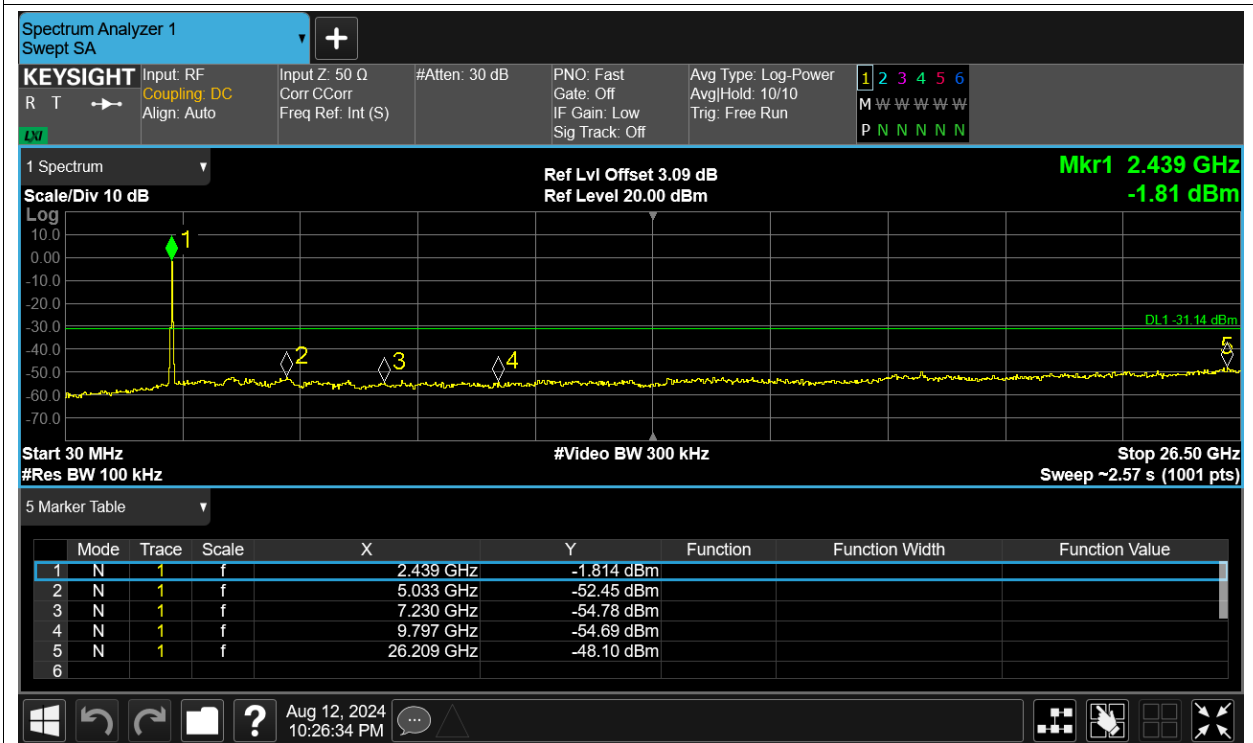 Spectrum Analyzer 1
Swept SA
KEYSIGHT
R T
LXI
Input: RF
Coupling: DC
Align: Auto
Input Z: 50 Ω
Corr CCorr
Freq Ref: Int (S)
#Atten: 30 dB
PNO: Fast
Gate: Off
IF Gain: Low
Sig Track: Off
Avg Type: Log-Power
Avg|Hold: 10/10
Trig: Free Run
1 2 3 4 5 6
M W W W W W
P N N N N N
1 Spectrum
Scale/Div 10 dB
Ref Lvl Offset 3.09 dB
Ref Level 20.00 dBm
Mkr1 2.439 GHz
-1.81 dBm
Log
10.0
0.00
-10.0
-20.0
-30.0
-40.0
-50.0
-60.0
-70.0
1
2
3
4
5
DL1 -31.14 dBm
Start 30 MHz
#Res BW 100 kHz
#Video BW 300 kHz
Stop 26.50 GHz
Sweep ~2.57 s (1001 pts)
5 Marker Table
Mode Trace Scale X Y Function Function Width Function Value
1 N 1 f 2.439 GHz -1.814 dBm
2 N 1 f 5.033 GHz -52.45 dBm
3 N 1 f 7.230 GHz -54.78 dBm
4 N 1 f 9.797 GHz -54.69 dBm
5 N 1 f 26.209 GHz -48.10 dBm
6
?
Aug 12, 2024
10:26:34 PM